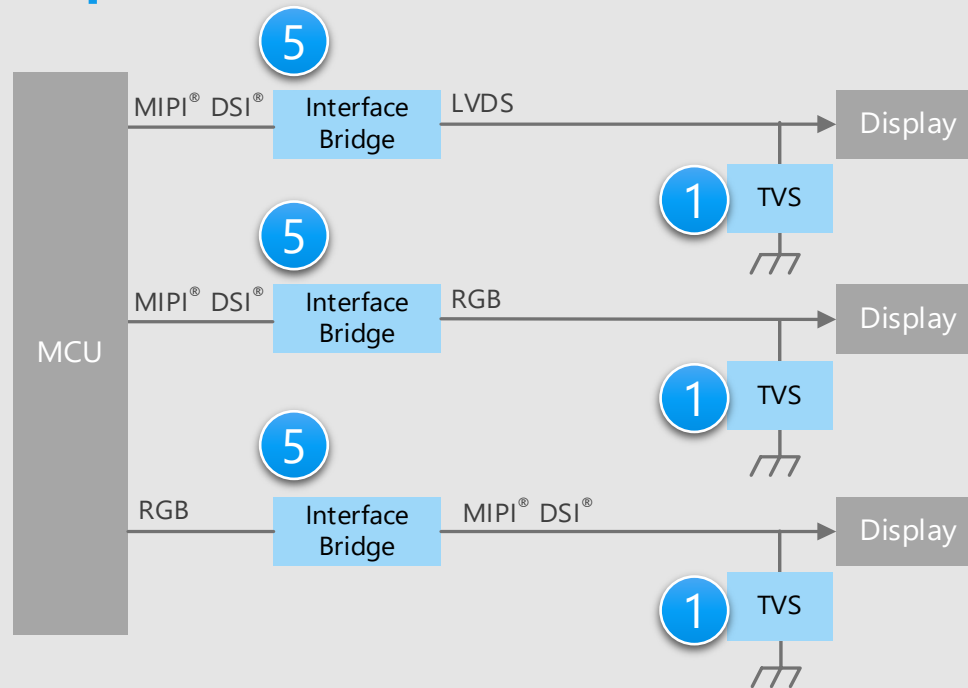 5
MIPI® DSI®
Interface
Bridge
LVDS
Display
1
TVS
5
MIPI® DSI®
Interface
Bridge
RGB
Display
MCU
1
TVS
5
RGB
Interface
Bridge
MIPI® DSI®
Display
1
TVS